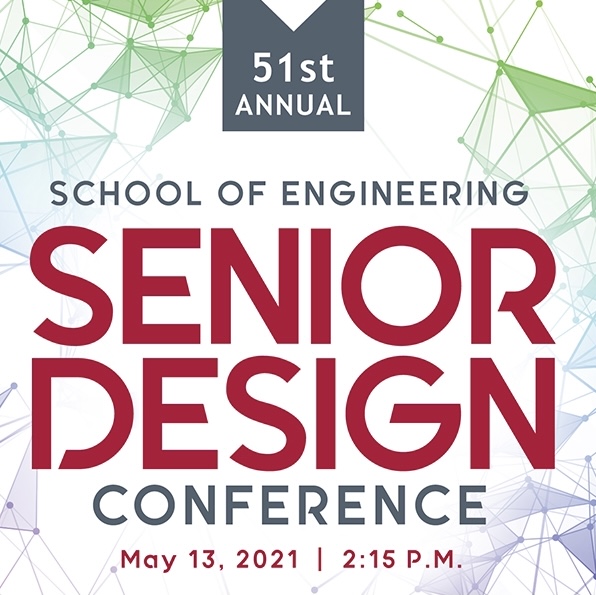 51st
ANNUAL
SCHOOL OF ENGINEERING
SENIOR
DESIGN
CONFERENCE
May 13, 2021 | 2:15 P.M.